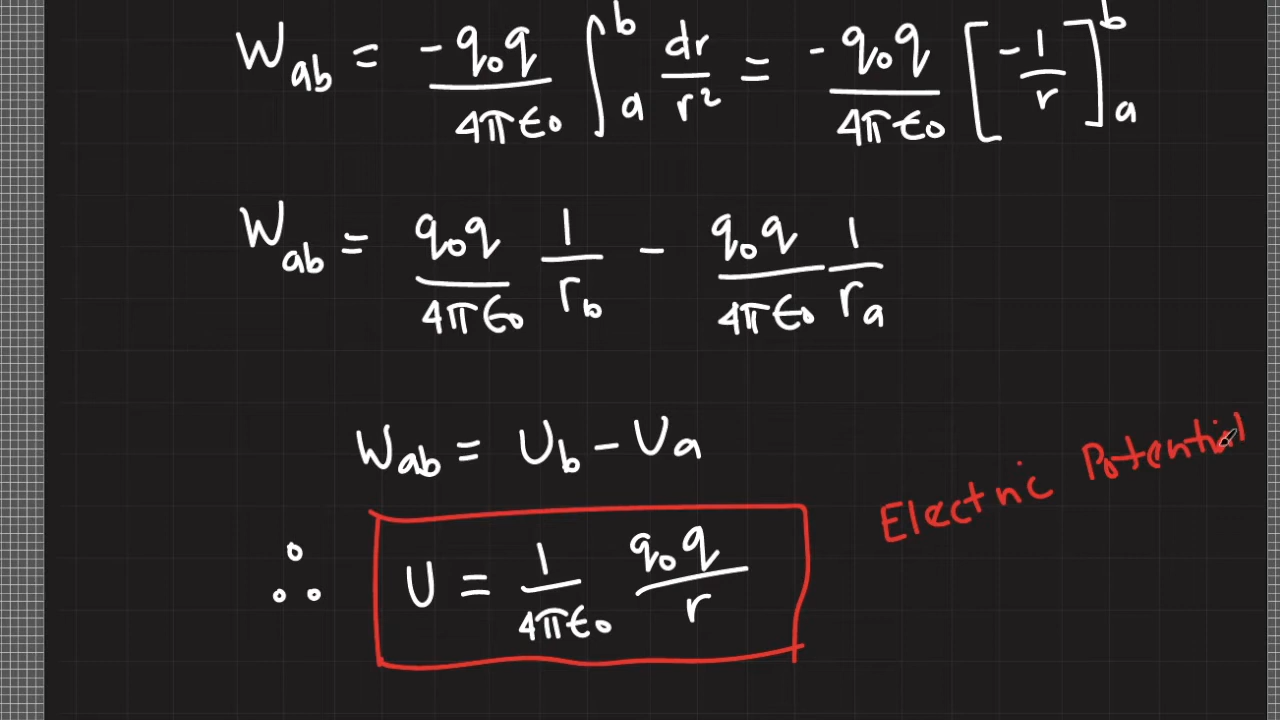 W_ab = -q₀q/4πϵ₀ ∫_a^b dr/r² = -q₀q/4πϵ₀ [-1/r]_a^b
W_ab = q₀q/4πϵ₀ 1/r_b - q₀q/4πϵ₀ 1/r_a
W_ab = U_b - U_a
Electric Potential
∴ U = 1/4πϵ₀ q₀q/r